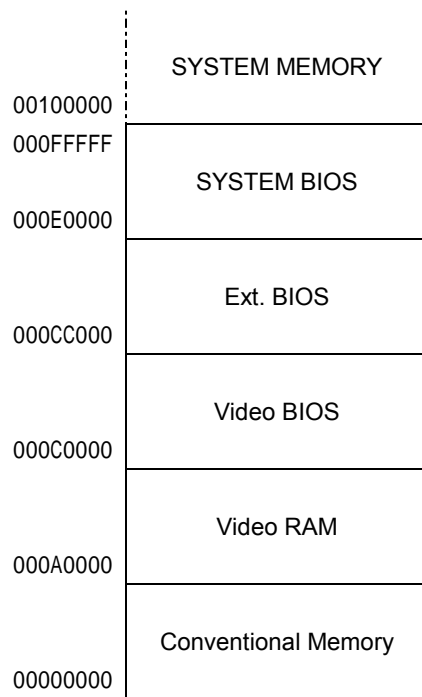 SYSTEM MEMORY
00100000
000FFFFF
SYSTEM BIOS
000E0000
Ext. BIOS
000CC000
Video BIOS
000C0000
Video RAM
000A0000
Conventional Memory
00000000